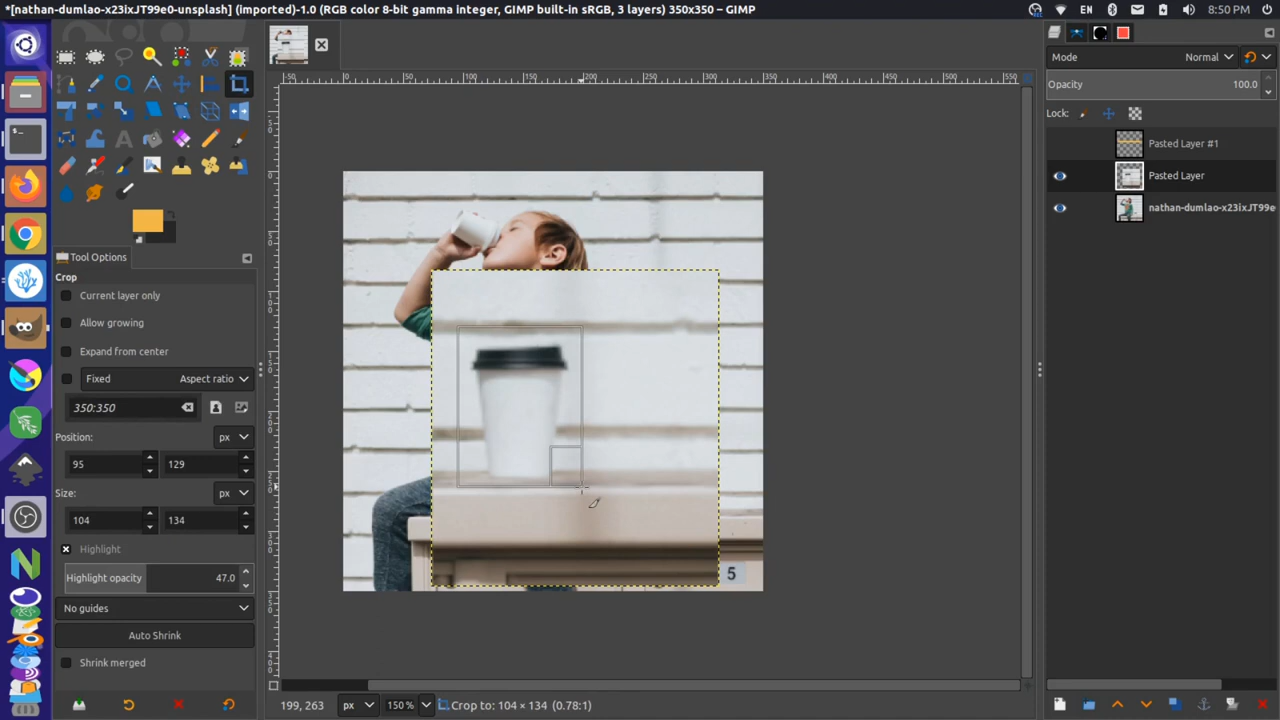 *[nathan-dumlao-x23ixJT99e0-unsplash] (imported)-1.0 (RGB color 8-bit gamma integer, GIMP built-in sRGB, 3 layers) 350x350 – GIMP
EN
8:50 PM
Mode
Normal
Opacity
100.0
Lock:
Pasted Layer #1
Pasted Layer
nathan-dumlao-x23ixJT99e
Tool Options
Crop
Current layer only
Allow growing
Expand from center
Fixed
Aspect ratio
350:350
Position:
px
95
129
Size:
px
104
134
Highlight
Highlight opacity
47.0
No guides
Auto Shrink
Shrink merged
5
199, 263
px
150 %
Crop to: 104 × 134 (0.78:1)